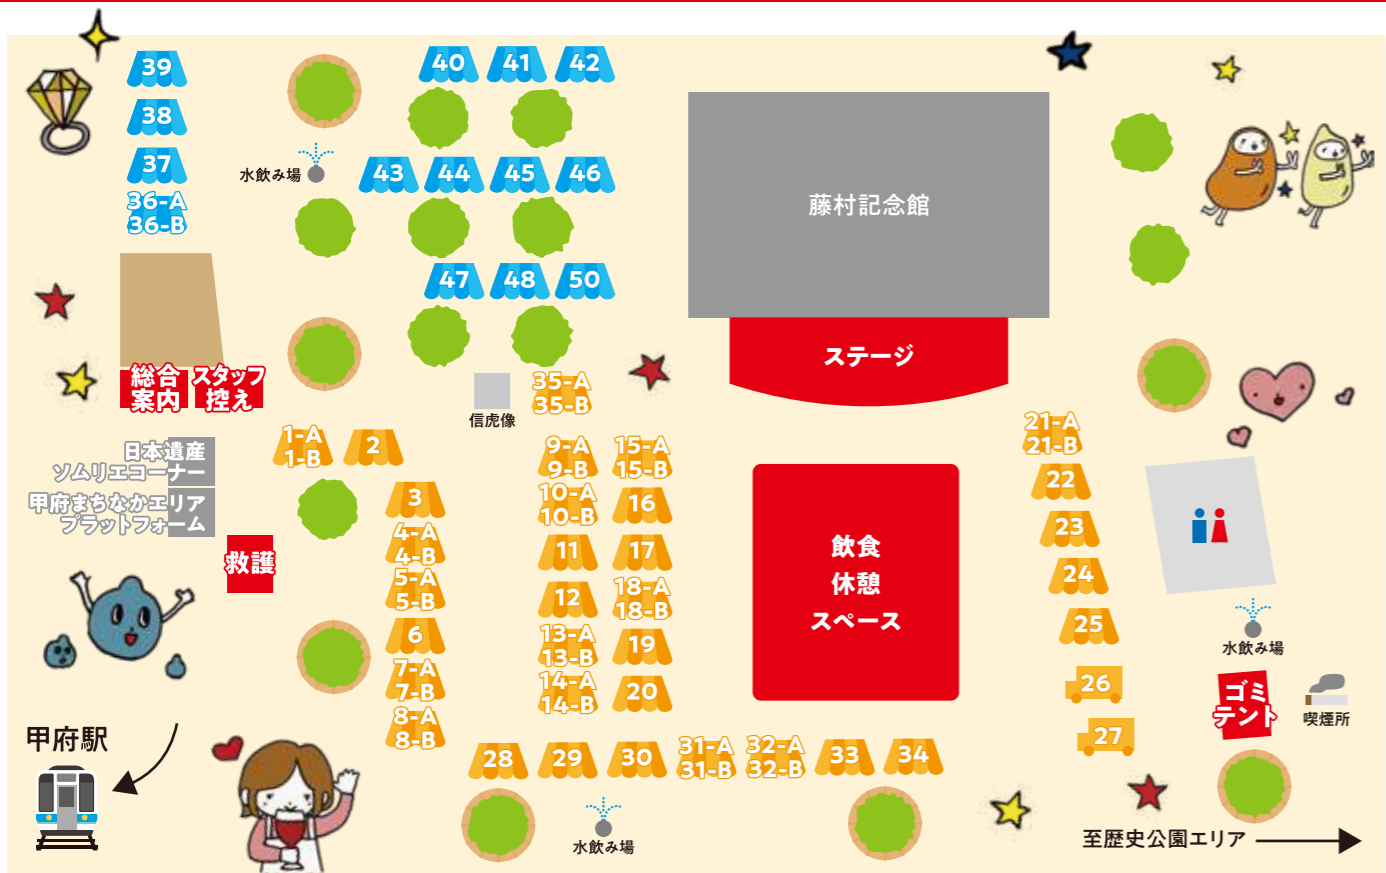 39
40
41
42
38
37
水飲み場
43
44
45
46
36-A
36-B
藤村記念館
47
48
50
ステージ
総合
案内
スタッフ
控え
35-A
35-B
信虎像
1-A
1-B
2
9-A
9-B
15-A
15-B
21-A
21-B
日本遺産
ソムリエコーナー
22
3
10-A
10-B
16
甲府まちなかエリア
プラットフォーム
23
4-A
4-B
11
17
飲食
休憩
スペース
救護
24
5-A
5-B
12
18-A
18-B
25
水飲み場
6
13-A
13-B
19
7-A
7-B
14-A
14-B
20
26
ゴミ
テント
喫煙所
8-A
8-B
27
甲府駅
28
29
30
31-A
31-B
32-A
32-B
33
34
水飲み場
至歴史公園エリア